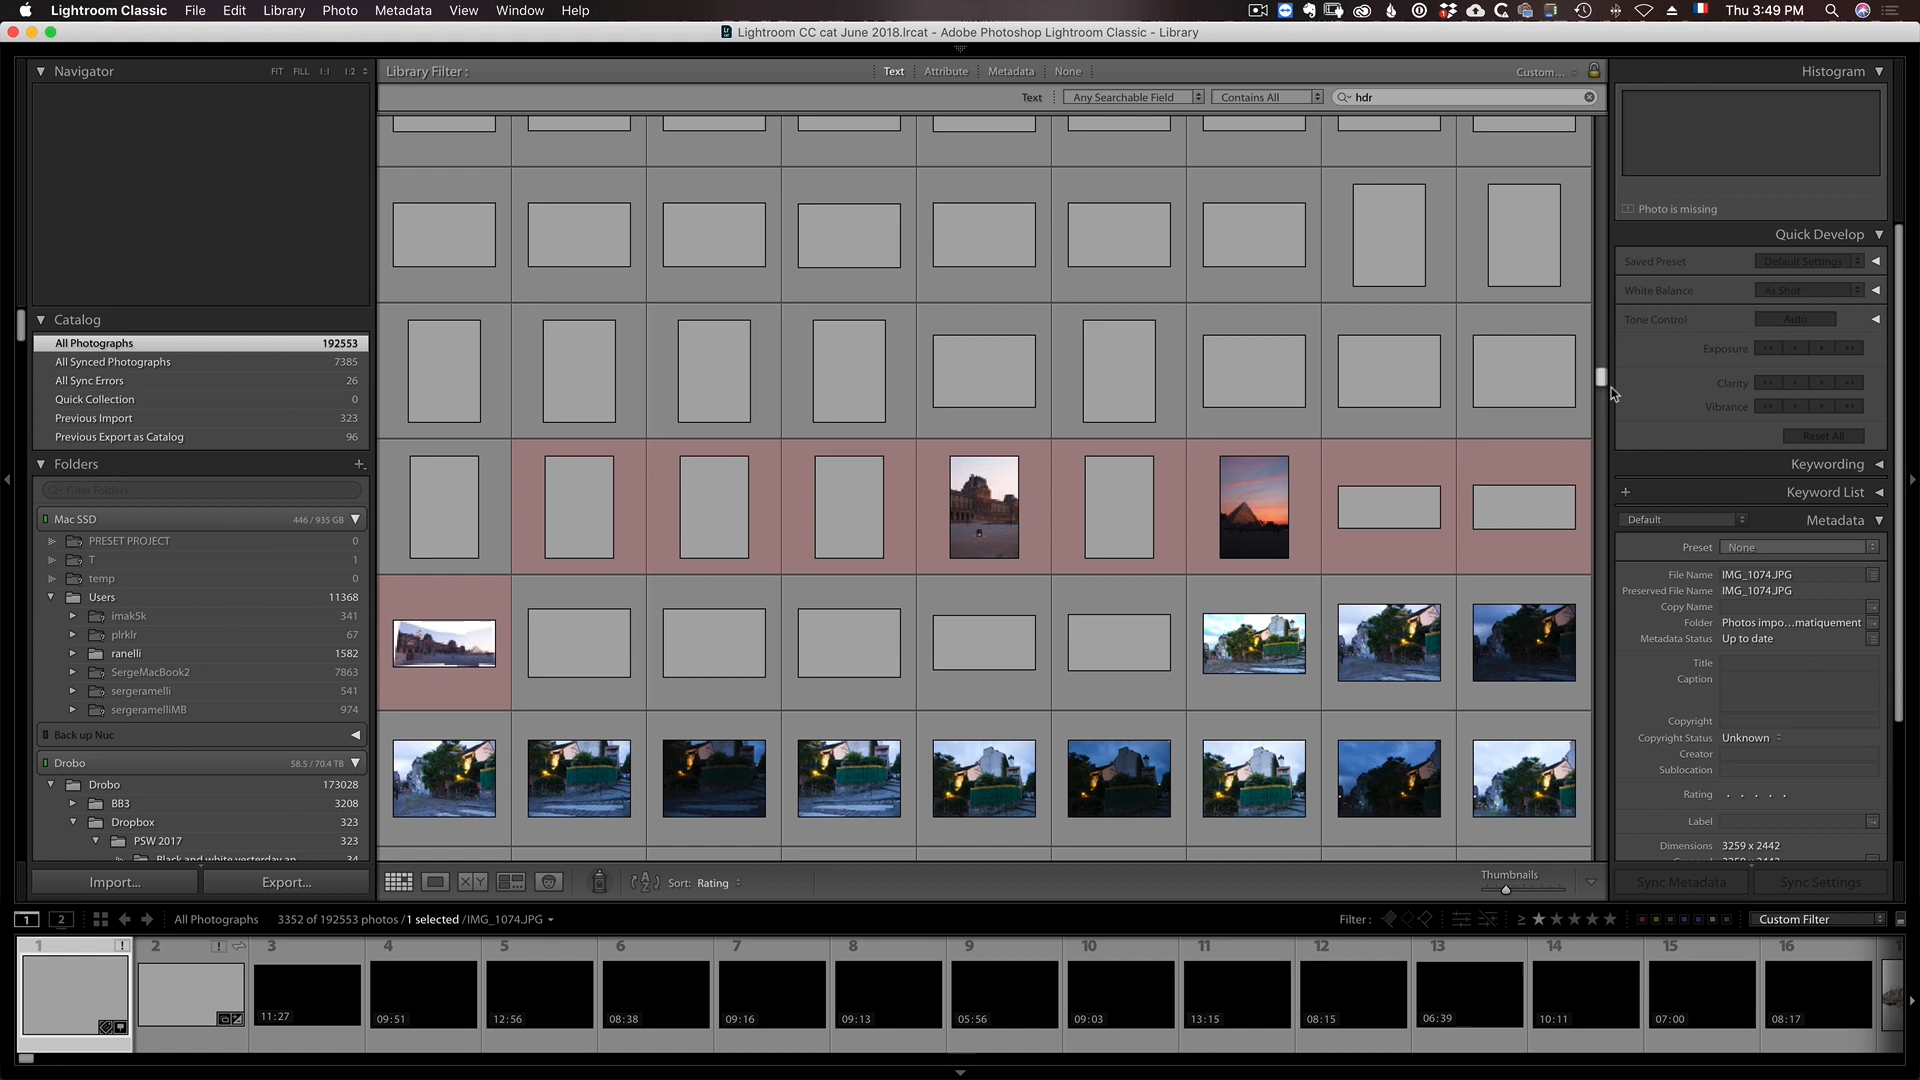 Lightroom Classic File Edit Library Photo Metadata View Window Help Thu 3:49 PM
Lightroom CC cat June 2018.lrcat - Adobe Photoshop Lightroom Classic - Library
Navigator FIT FILL 1:1 1:2
Library Filter : Text Attribute Metadata None Custom...
Histogram
Text Any Searchable Field Contains All hdr
Photo is missing
Quick Develop
Saved Preset Default Settings
White Balance As Shot
Tone Control Auto
Exposure
Clarity
Vibrance
Reset All
Keywording
Keyword List
Default Metadata
Preset None
File Name IMG_1074.JPG
Preserved File Name IMG_1074.JPG
Copy Name
Folder Photos impo...matiquement
Metadata Status Up to date
Title
Caption
Copyright
Copyright Status Unknown
Creator
Sublocation
Rating
Label
Dimensions 3259 x 2442
Sync Metadata Sync Settings
Catalog
All Photographs 192553
All Synced Photographs 7385
All Sync Errors 26
Quick Collection 0
Previous Import 323
Previous Export as Catalog 96
Folders
Filter Folders
Mac SSD 446 / 935 GB
PRESET PROJECT 0
T 1
temp 0
Users 11368
imak5k 341
plrklr 67
ranelli 1582
SergeMacBook2 7863
sergeramelli 541
sergeramelliMB 974
Back up Nuc
Drobo 58.5 / 70.4 TB
Drobo 173028
BB3 3208
Dropbox 323
PSW 2017 323
Black and white yesterday an 34
Import... Export...
Sort: Rating
Thumbnails
1 2 All Photographs 3352 of 192553 photos / 1 selected / IMG_1074.JPG
Filter : Custom Filter
1 2 3 4 5 6 7 8 9 10 11 12 13 14 15 16
11:27 09:51 12:56 08:38 09:16 09:13 05:56 09:03 13:15 08:15 06:39 10:11 07:00 08:17